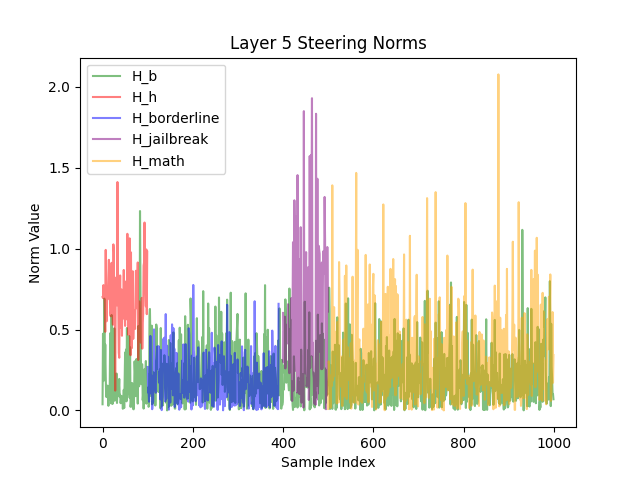 Layer 5 Steering Norms
H_b
H_h
H_borderline
H_jailbreak
H_math
Norm Value
2.0
1.5
1.0
0.5
0.0
0
200
400
600
800
1000
Sample Index